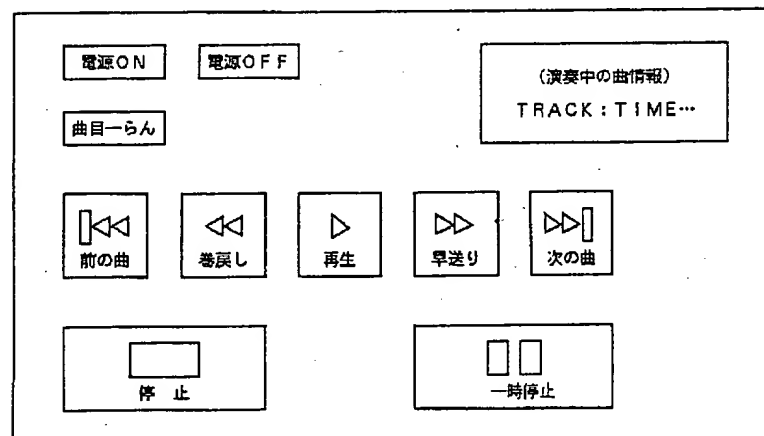 電源ON
電源OFF
(演奏中の曲情報)
TRACK:TIME…
曲目一らん
前の曲
巻戻し
再生
早送り
次の曲
停 止
一時停止